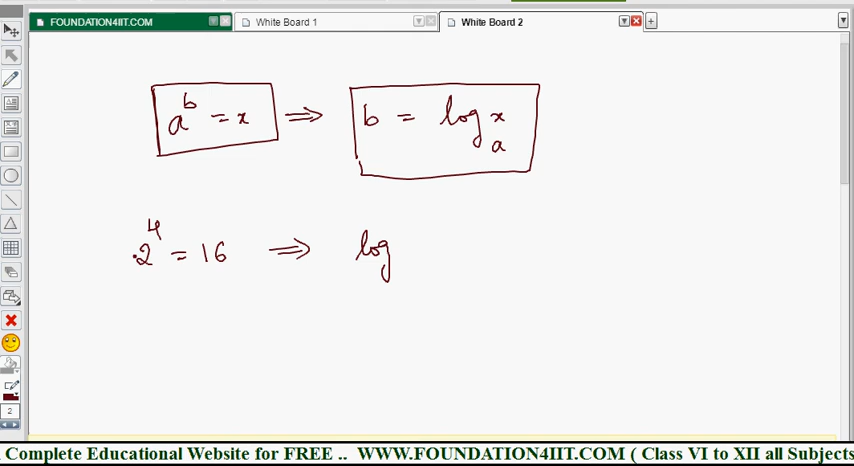 FOUNDATION4IIT.COM White Board 1 White Board 2
a^b = x ⟹ b = log_a x
2^4 = 16 ⟹ log
2
Complete Educational Website for FREE .. WWW.FOUNDATION4IIT.COM ( Class VI to XII all Subjects